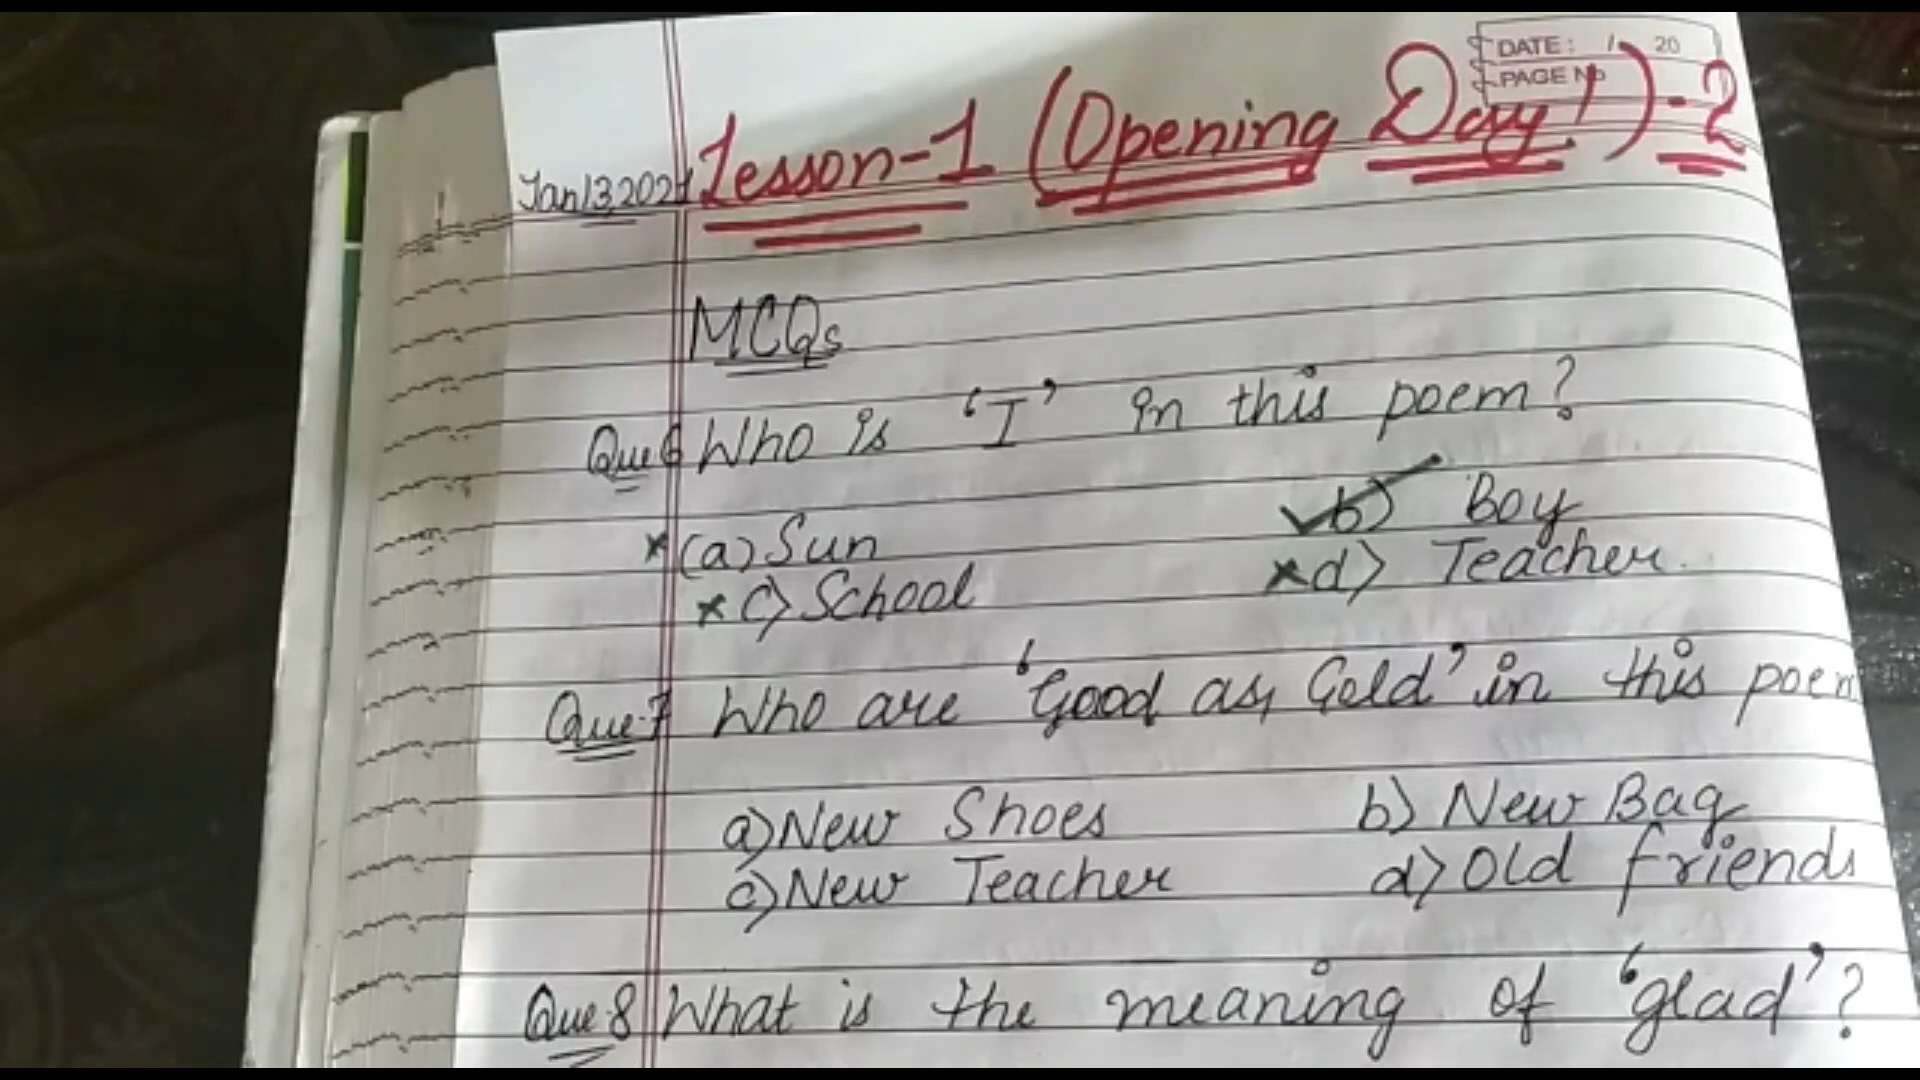 DATE: / 20
PAGE No
Lesson-1 (Opening Day!)-2
Jan 13, 2021
MCQs
Que 6 Who is 'I' in this poem?
(a) Sun b) Boy
c) School d) Teacher
Que-7 Who are 'Good as Gold' in this poem
a) New Shoes b) New Bag
c) New Teacher d) Old friends
Que-8 What is the meaning of 'glad'?